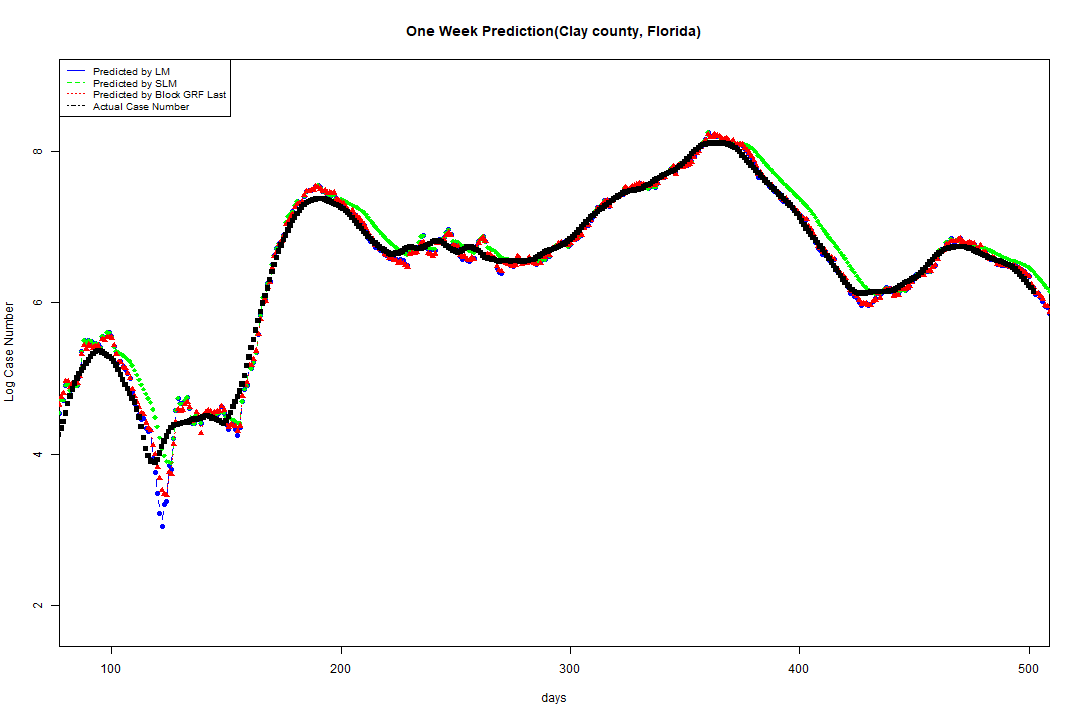 One Week Prediction(Clay county, Florida)
Predicted by LM
Predicted by SLM
Predicted by Block GRF Last
Actual Case Number
8
6
4
2
Log Case Number
100 200 300 400 500
days